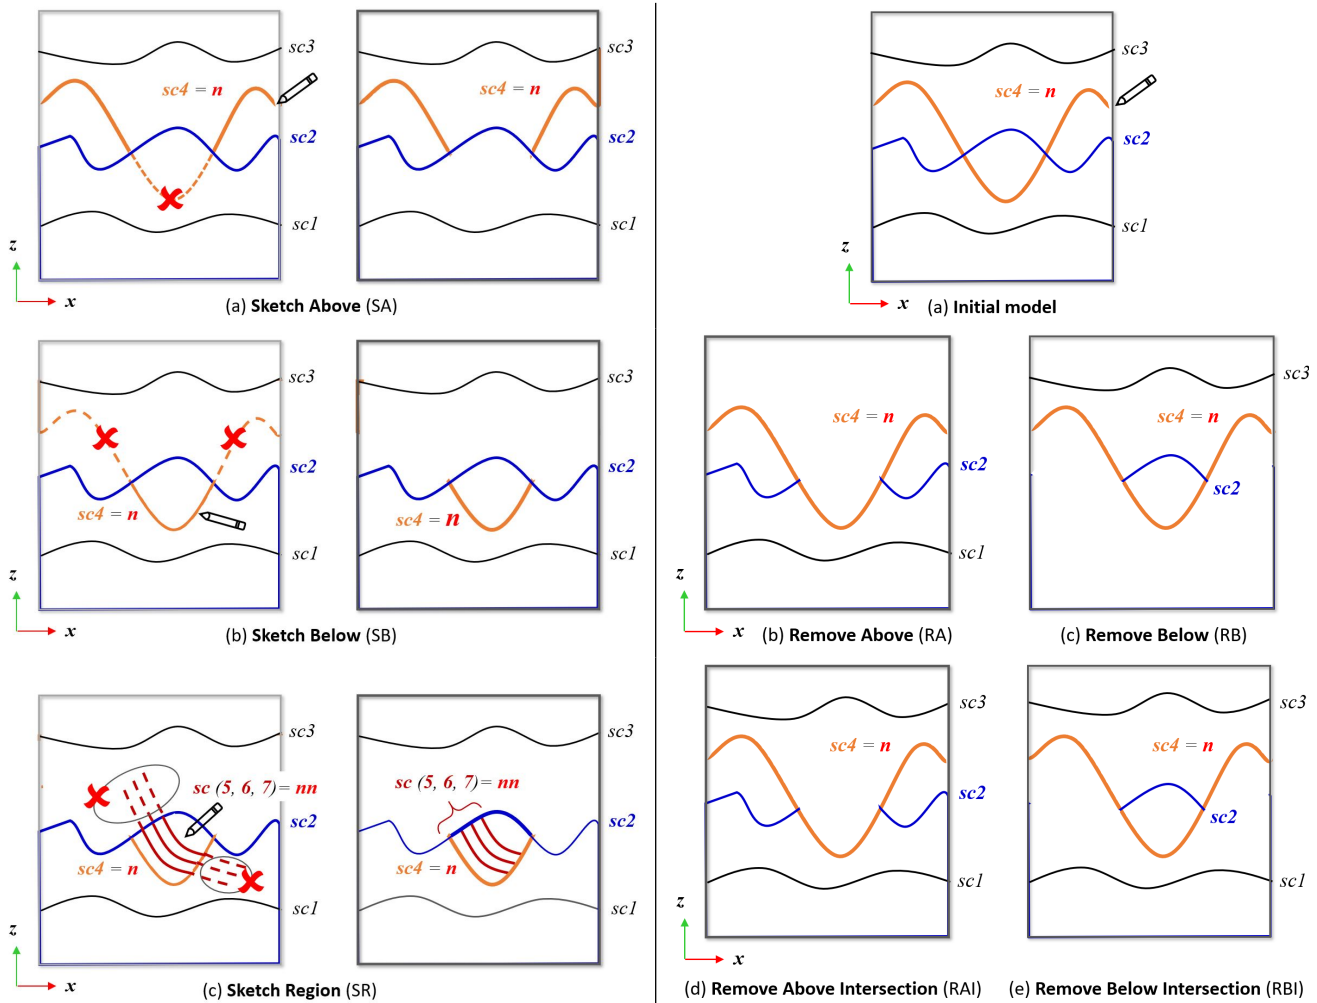 sc3
sc4 = n
sc2
sc1
z
x
(a) Sketch Above (SA)
sc3
sc4 = n
sc2
sc1
sc3
sc2
sc4 = n
sc1
z
x
(b) Sketch Below (SB)
sc3
sc2
sc4 = n
sc1
sc3
sc (5, 6, 7)= nn
sc2
sc4 = n
sc1
z
x
(c) Sketch Region (SR)
sc3
sc (5, 6, 7)= nn
sc2
sc4 = n
sc1
sc3
sc4 = n
sc2
sc1
z
x
(a) Initial model
sc4 = n
sc2
sc1
z
x
(b) Remove Above (RA)
sc3
sc4 = n
sc2
(c) Remove Below (RB)
sc3
sc4 = n
sc2
sc1
z
x
(d) Remove Above Intersection (RAI)
sc3
sc4 = n
sc2
sc1
(e) Remove Below Intersection (RBI)